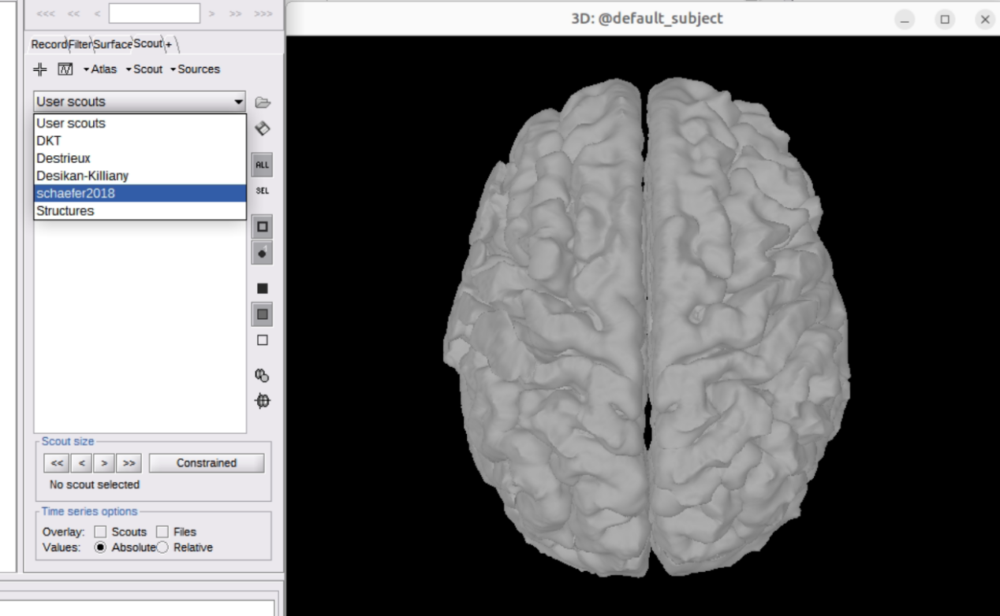 <<< << < > >> >>>
3D: @default_subject
Record Filter Surface Scout +
Atlas Scout Sources
User scouts
User scouts
DKT
Destrieux
Desikan-Killiany
schaefer2018
Structures
ALL
SEL
Scout size
<< < > >> Constrained
No scout selected
Time series options
Overlay: Scouts Files
Values: Absolute Relative